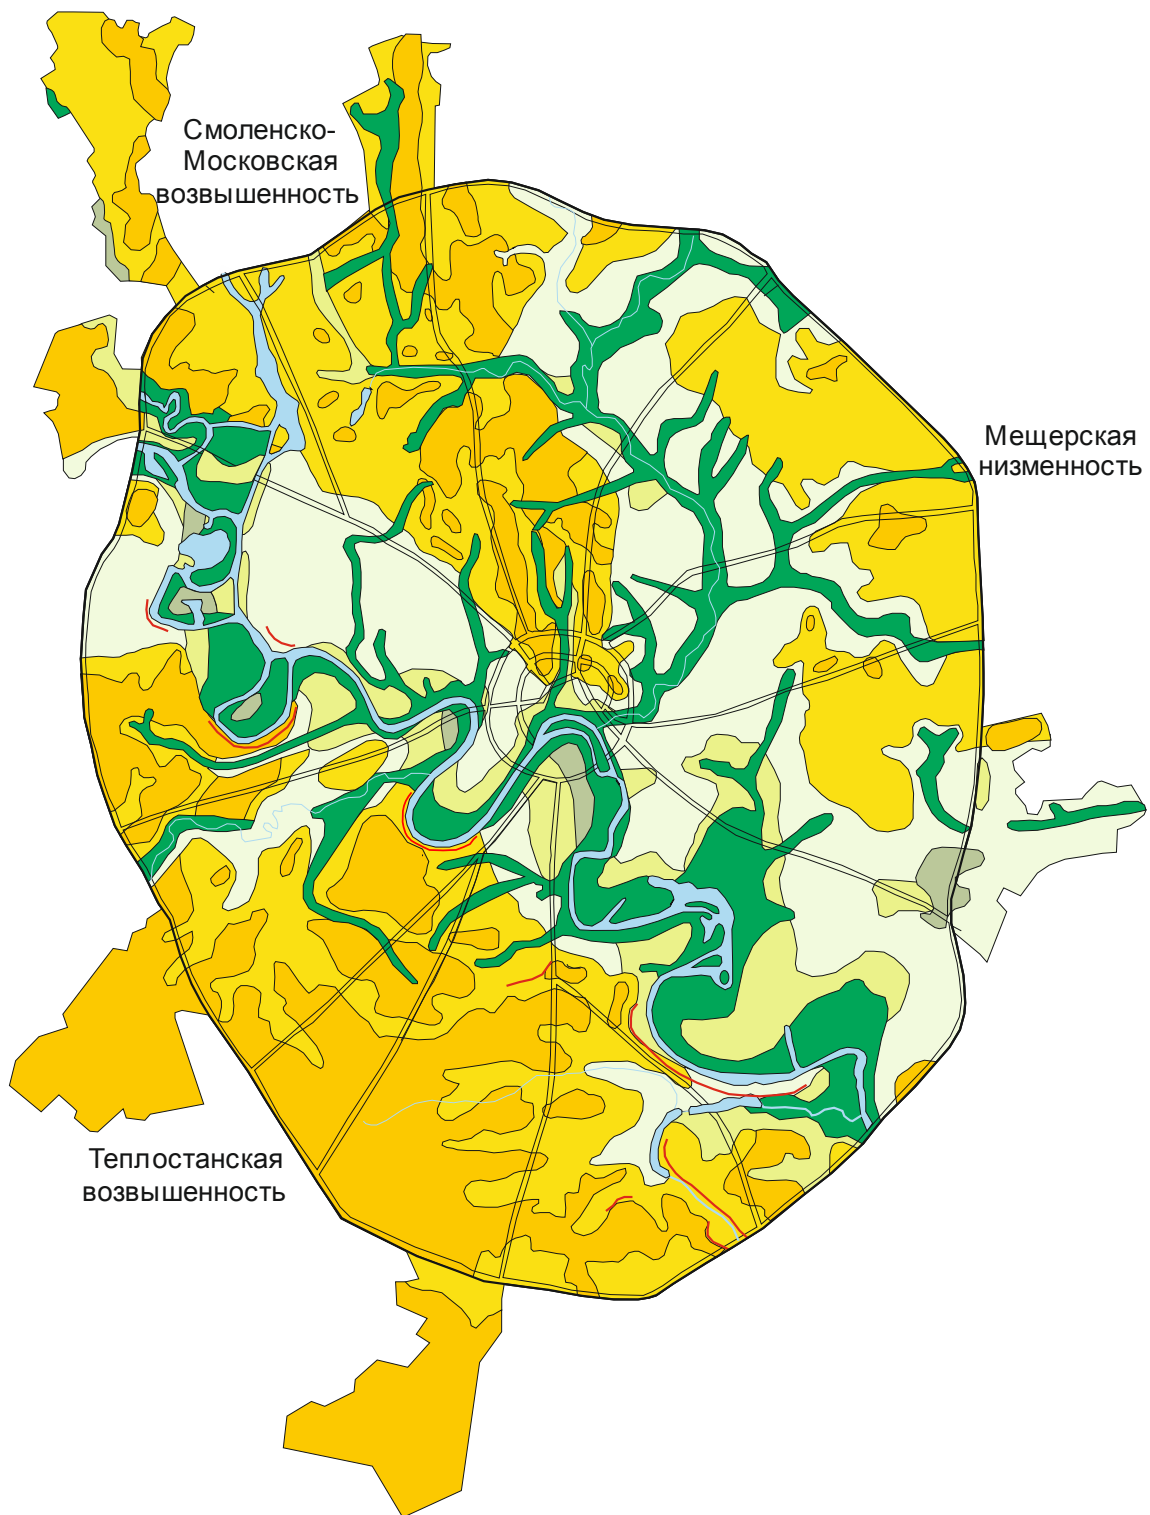 Смоленско-
Московская
возвышенность
Мещерская
низменность
Теплостанская
возвышенность